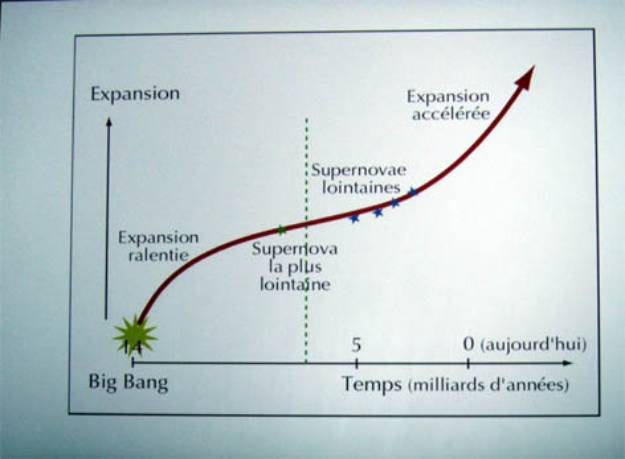 Expansion
Expansion
accélérée
Supernovae
lointaines
Expansion
ralentie
Supernova
la plus
lointaine
14
5
0 (aujourd'hui)
Big Bang
Temps (milliards d'années)